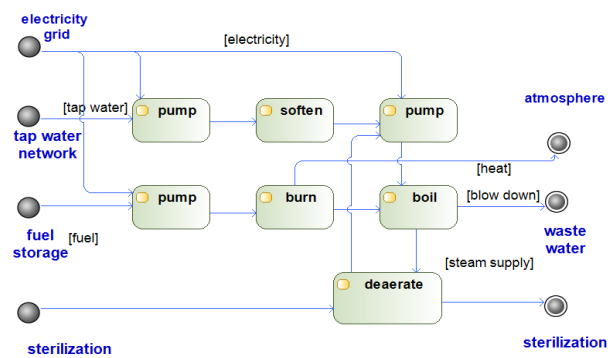 electricity
grid
[electricity]
[tap water]
pump
soften
pump
atmosphere
tap water
network
[heat]
pump
burn
boil
[blow down]
fuel
storage
[fuel]
waste
water
[steam supply]
deaerate
sterilization
sterilization